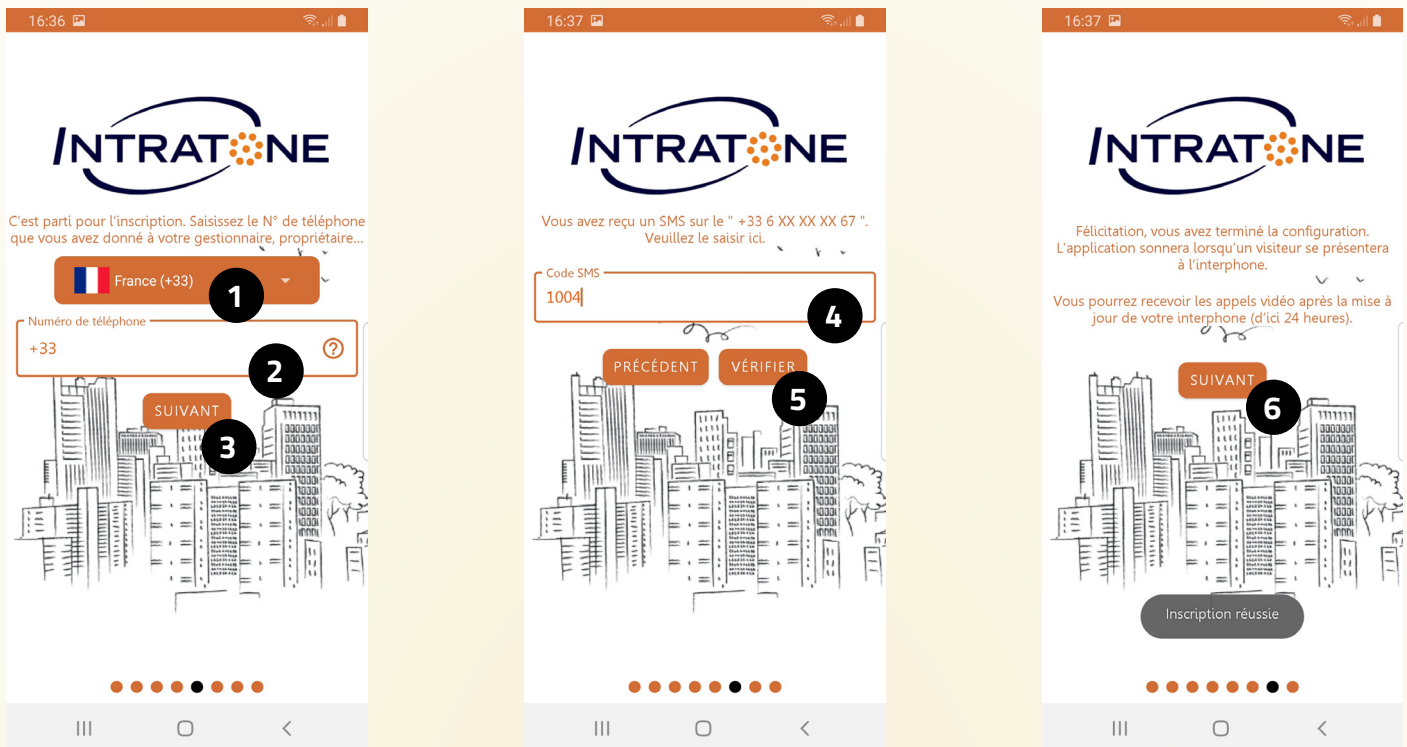 16:36
INTRATONE
C'est parti pour l'inscription. Saisissez le N° de téléphone
que vous avez donné à votre gestionnaire, propriétaire...
France (+33)
1
Numéro de téléphone
+33
2
SUIVANT
3
16:37
INTRATONE
Vous avez reçu un SMS sur le " +33 6 XX XX XX 67 ".
Veuillez le saisir ici.
Code SMS
1004
4
PRÉCÉDENT
VÉRIFIER
5
16:37
INTRATONE
Félicitation, vous avez terminé la configuration.
L'application sonnera lorsqu'un visiteur se présentera
à l'interphone.
Vous pourrez recevoir les appels vidéo après la mise à
jour de votre interphone (d'ici 24 heures).
SUIVANT
6
Inscription réussie